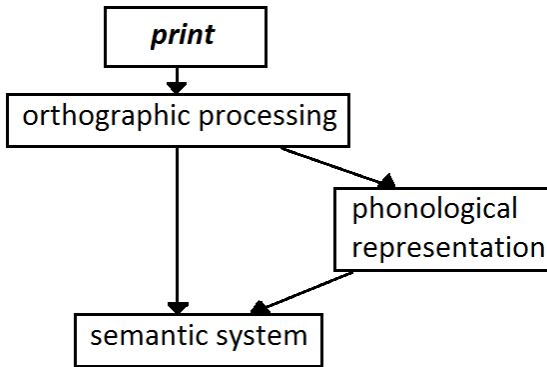 print
orthographic processing
phonological
representation
semantic system